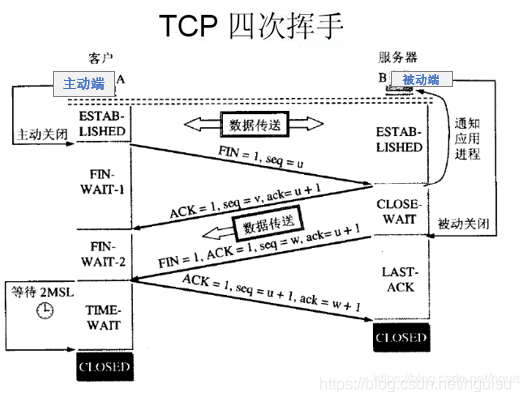 TCP 四次挥手
客户
服务器
主动端 A
B 被动端
ESTAB-
LISHED
数据传送
ESTAB-
LISHED
通知
应用
进程
主动关闭
FIN = 1, seq = u
FIN-
WAIT-1
ACK = 1, seq = v, ack= u + 1
CLOSE-
WAIT
数据传送
被动关闭
FIN-
WAIT-2
FIN = 1, ACK = 1, seq = w, ack= u + 1
LAST-
ACK
等待 2MSL
ACK = 1, seq = u + 1, ack = w + 1
TIME-
WAIT
CLOSED
CLOSED
https://blog.csdn.net/nguisu